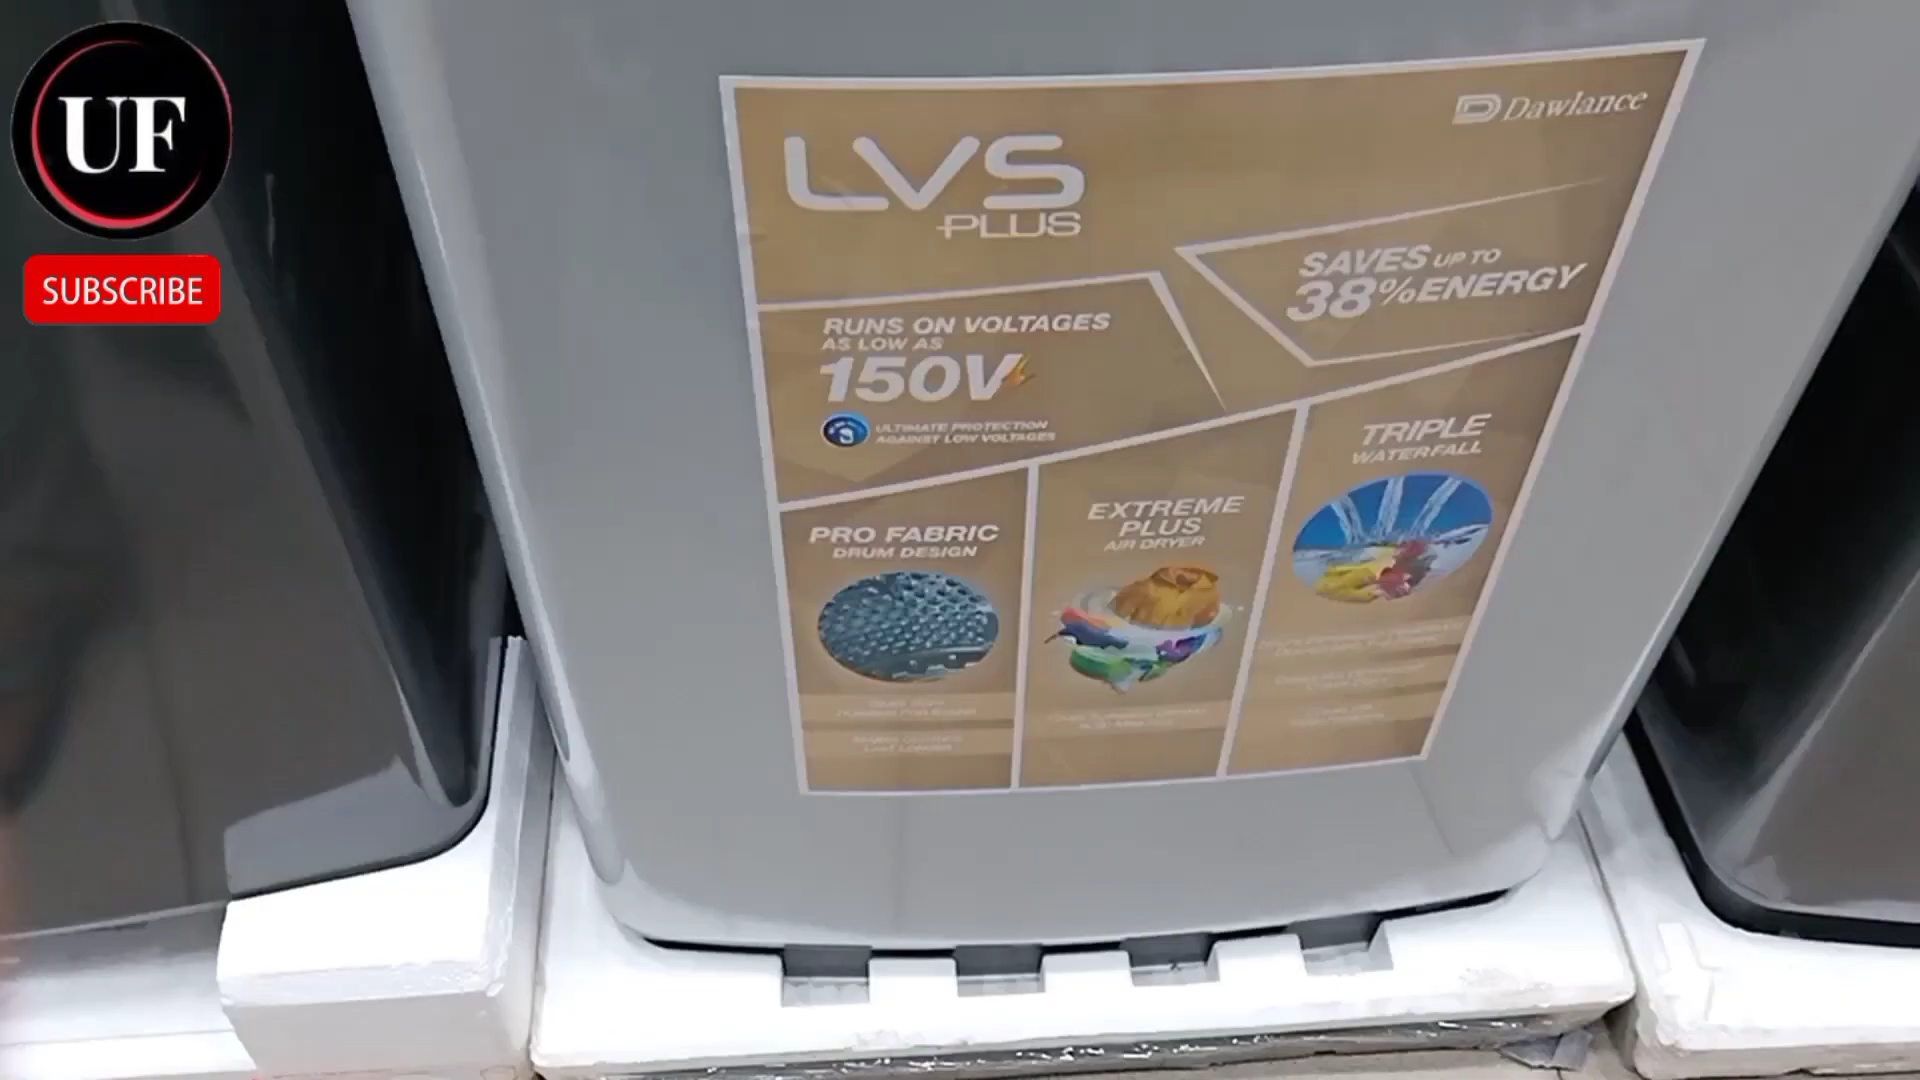 UF
SUBSCRIBE
Dawlance
LVS
+PLUS
SAVES UP TO
38% ENERGY
RUNS ON VOLTAGES
AS LOW AS
150V
ULTIMATE PROTECTION
AGAINST LOW VOLTAGES
PRO FABRIC
DRUM DESIGN
EXTREME
PLUS
AIR DRYER
TRIPLE
WATERFALL